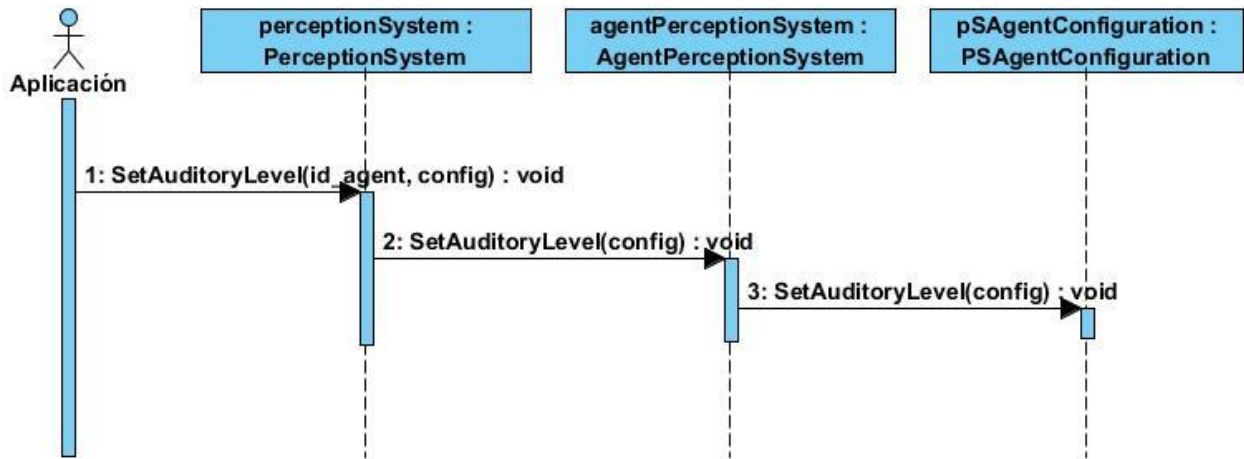 perceptionSystem :
PerceptionSystem
agentPerceptionSystem :
AgentPerceptionSystem
pSAgentConfiguration :
PSAgentConfiguration
Aplicación
1: SetAuditoryLevel(id_agent, config) : void
2: SetAuditoryLevel(config) : void
3: SetAuditoryLevel(config) : void